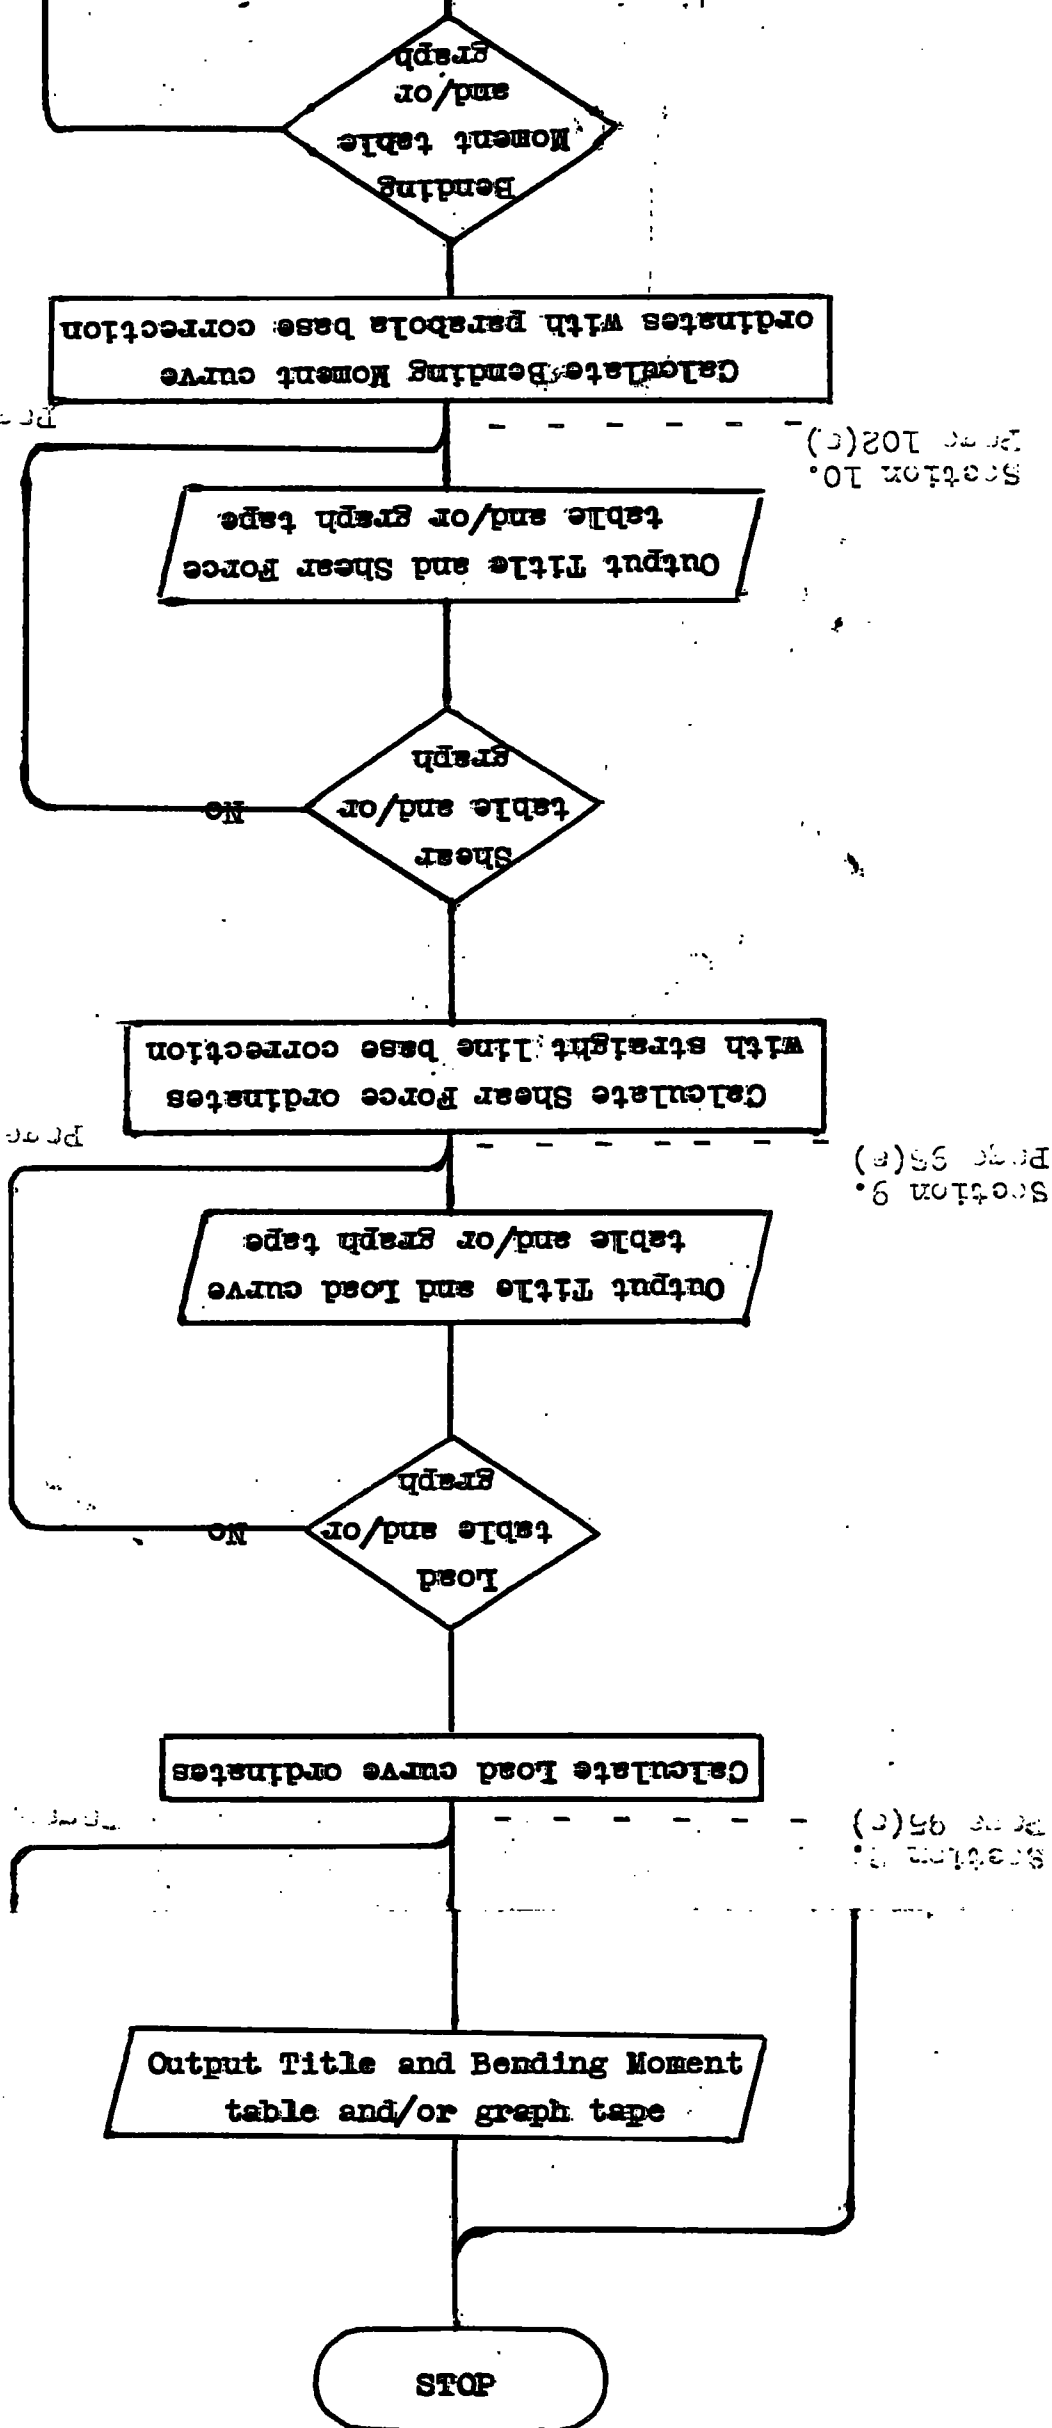 Calculate Load curve ordinates
Load
table and/or
graph
No
Output Title and Load curve
table and/or graph tape
Section 9.
Page
Calculate Shear Force ordinates
with straight line base correction
Shear
table and/or
graph
No
Output Title and Shear Force
table and/or graph tape
Section 10.
Page
Calculate Bending Moment curve
ordinates with parabola base correction
Bending
Moment table
and/or
graph
Output Title and Bending Moment
table and/or graph tape
STOP